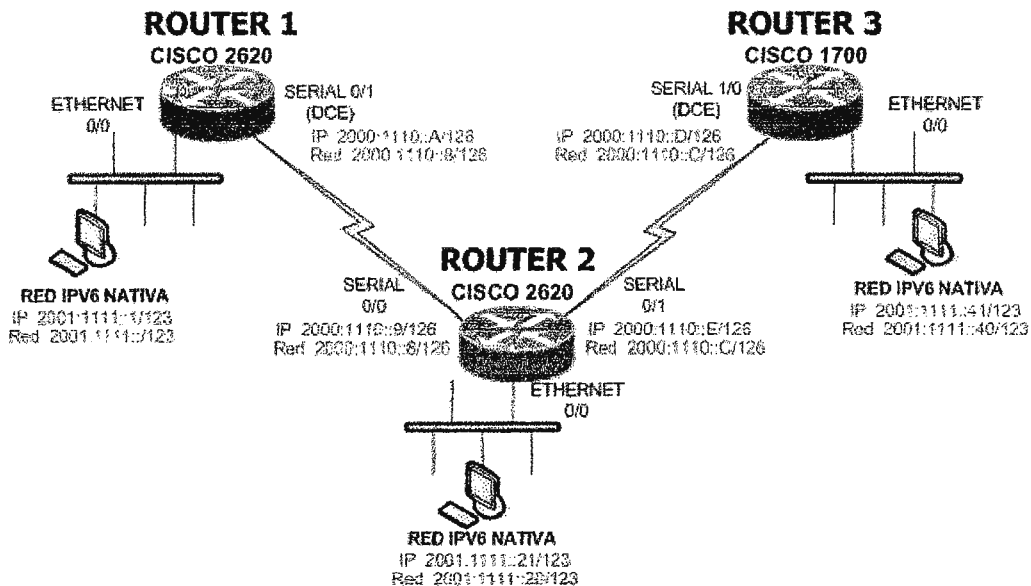 ROUTER 1
CISCO 2620
ETHERNET
0/0
SERIAL 0/1
(DCE)
IP 2000:1110::A/126
Red 2000:1110::8/126
RED IPV6 NATIVA
IP 2001:1111::1/123
Red 2001:1111::/123
ROUTER 3
CISCO 1700
SERIAL 1/0
(DCE)
IP 2000:1110::D/126
Red 2000:1110::C/126
ETHERNET
0/0
RED IPV6 NATIVA
IP 2001:1111::41/123
Red 2001:1111::40/123
ROUTER 2
CISCO 2620
SERIAL
0/0
IP 2000:1110::9/126
Red 2000:1110::8/126
SERIAL
0/1
IP 2000:1110::E/126
Red 2000:1110::C/126
ETHERNET
0/0
RED IPV6 NATIVA
IP 2001:1111::21/123
Red 2001:1111::20/123